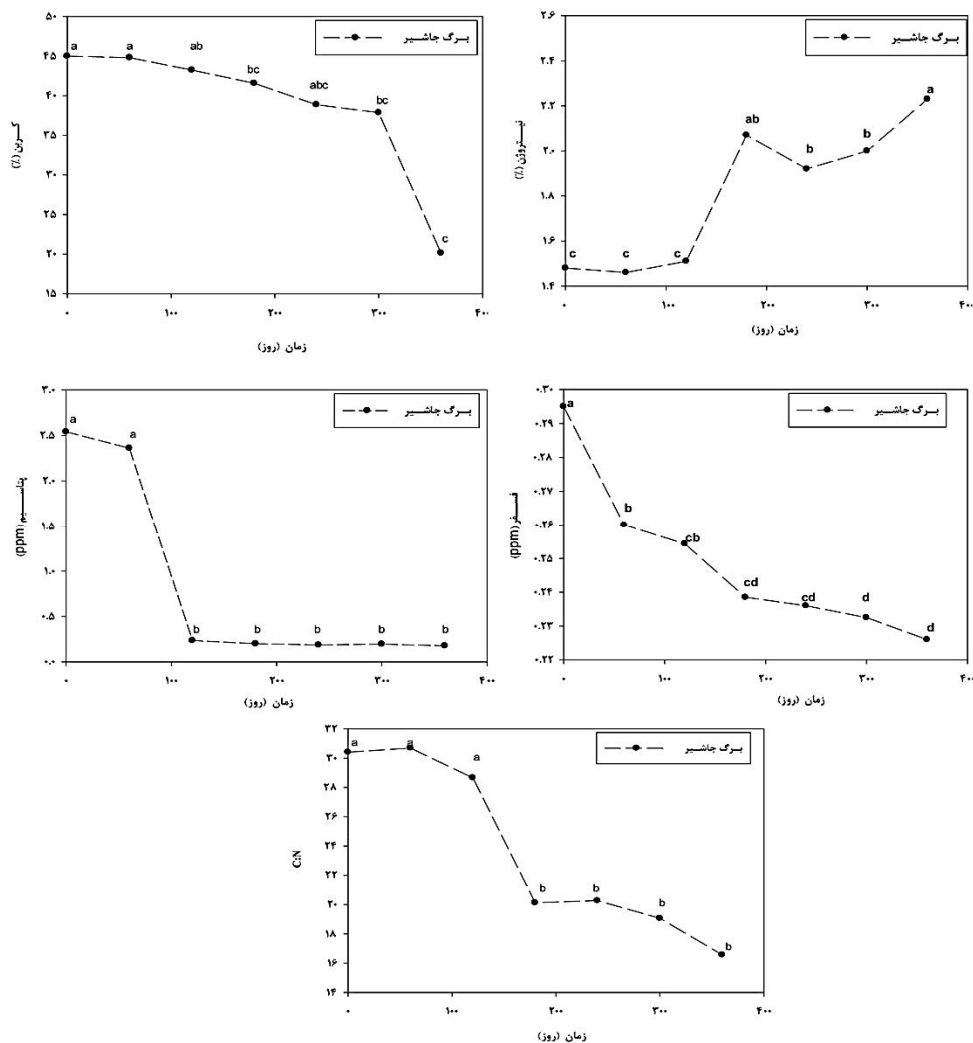 برگ جاشیر
کربن (%)
۵۰
۴۵
۴۰
۳۵
۳۰
۲۵
۲۰
۱۵
a
a
ab
bc
abc
bc
c
۰ ۱۰۰ ۲۰۰ ۳۰۰ ۴۰۰
زمان (روز)
برگ جاشیر
نیتروژن (%)
۲.۶
۲.۴
۲.۲
۲.۰
۱.۸
۱.۶
۱.۴
c
c
c
ab
b
b
a
۰ ۱۰۰ ۲۰۰ ۳۰۰ ۴۰۰
زمان (روز)
برگ جاشیر
پتاسیم (ppm)
۳.۰
۲.۵
۲.۰
۱.۵
۱.۰
۰.۵
۰.۰
a
a
b
b
b
b
b
۰ ۱۰۰ ۲۰۰ ۳۰۰ ۴۰۰
زمان (روز)
برگ جاشیر
فسفر (ppm)
۰.۳۰
۰.۲۹
۰.۲۸
۰.۲۷
۰.۲۶
۰.۲۵
۰.۲۴
۰.۲۳
۰.۲۲
a
b
cb
cd
cd
d
d
۰ ۱۰۰ ۲۰۰ ۳۰۰ ۴۰۰
زمان (روز)
برگ جاشیر
C:N
۳۲
۳۰
۲۸
۲۶
۲۴
۲۲
۲۰
۱۸
۱۶
۱۴
a
a
a
b
b
b
b
۰ ۱۰۰ ۲۰۰ ۳۰۰ ۴۰۰
زمان (روز)